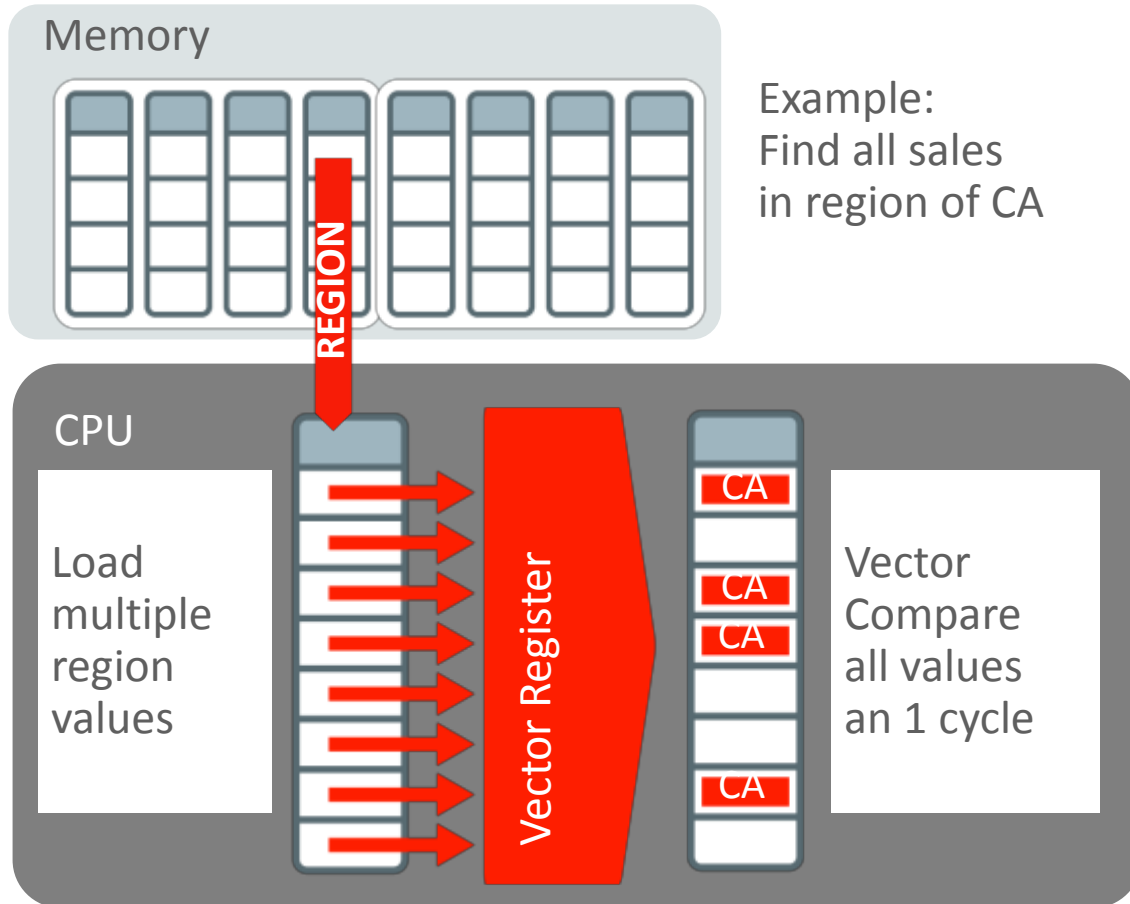 Memory
Example:
Find all sales
in region of CA
REGION
CPU
Load
multiple
region
values
Vector Register
CA
CA
CA
CA
Vector
Compare
all values
an 1 cycle